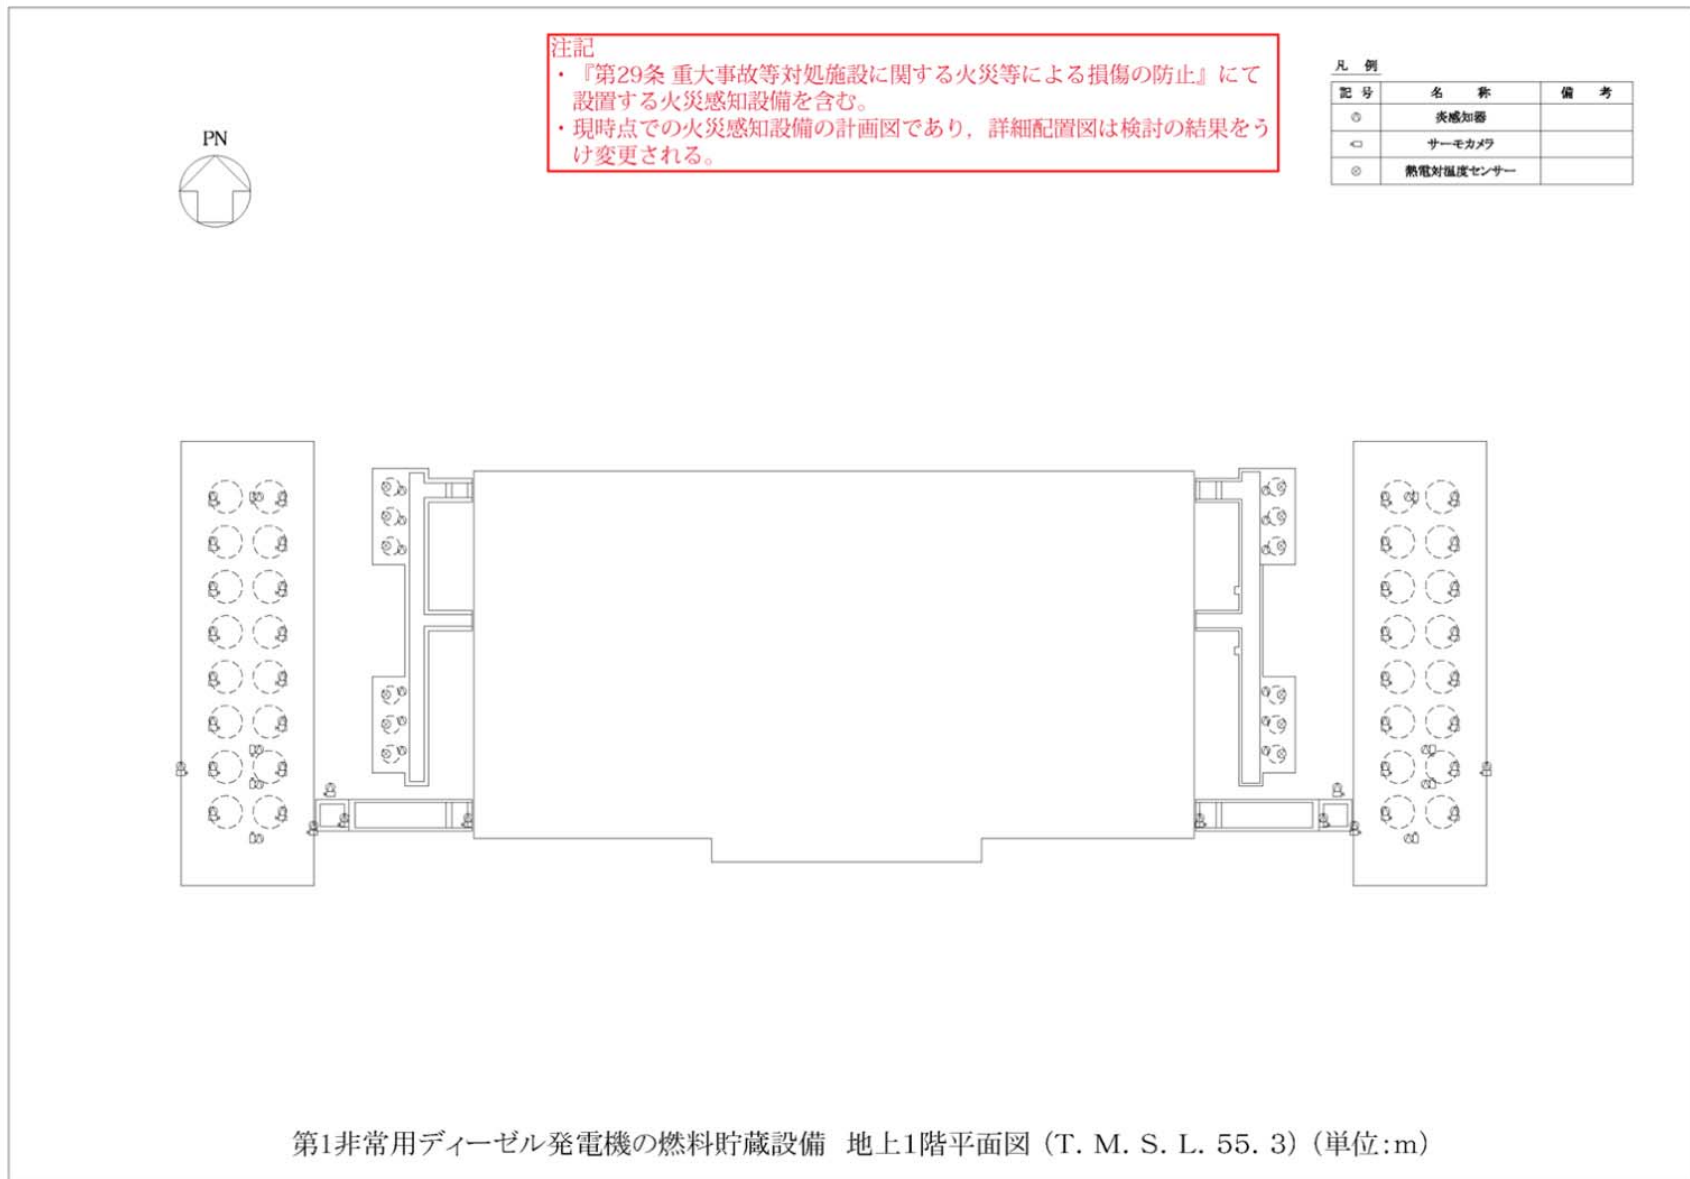 注記
・『第29条 重大事故等対処施設に関する火災等による損傷の防止』にて
設置する火災感知設備を含む。
・現時点での火災感知設備の計画図であり，詳細配置図は検討の結果をう
け変更される。
凡 例
記 号 名 称 備 考
炎感知器
サーモカメラ
熱電対温度センサー
PN
第1非常用ディーゼル発電機の燃料貯蔵設備 地上1階平面図 (T. M. S. L. 55. 3) (単位:m)